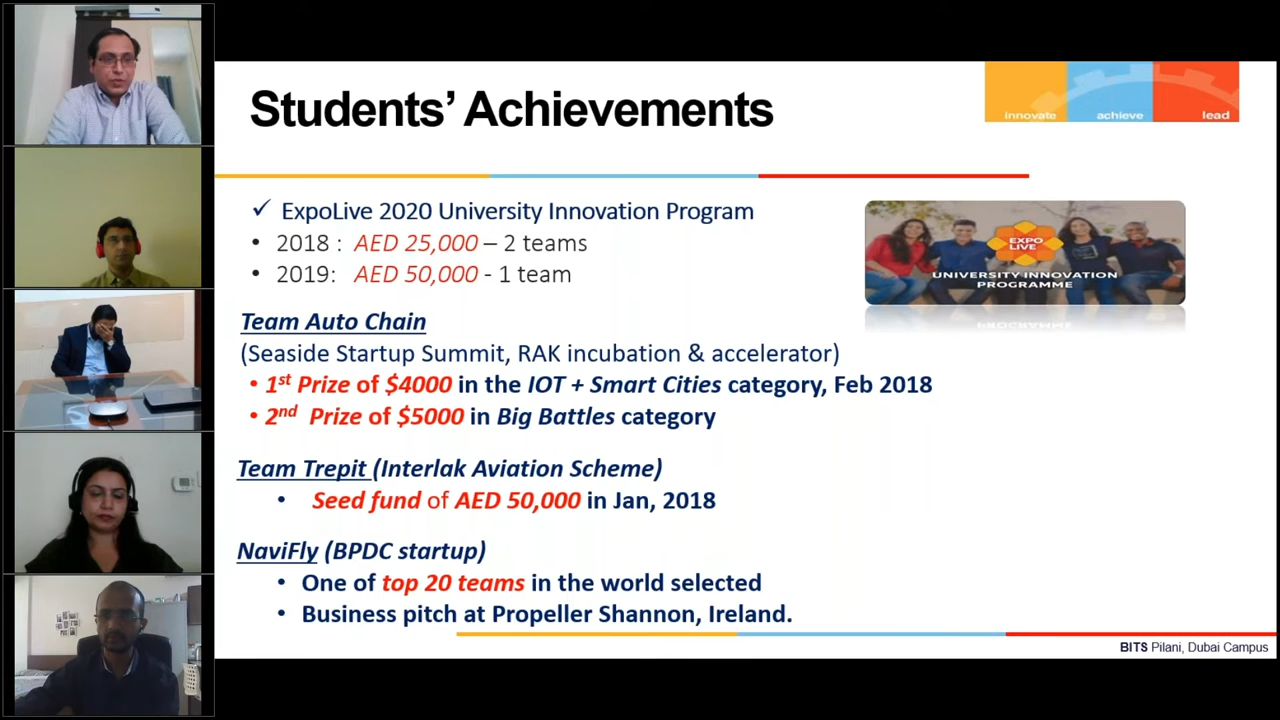 Students' Achievements
innovate achieve lead
✓ ExpoLive 2020 University Innovation Program
• 2018 : AED 25,000 – 2 teams
• 2019: AED 50,000 - 1 team
EXPO
LIVE
UNIVERSITY INNOVATION
PROGRAMME
Team Auto Chain
(Seaside Startup Summit, RAK incubation & accelerator)
• 1st Prize of $4000 in the IOT + Smart Cities category, Feb 2018
• 2nd Prize of $5000 in Big Battles category
Team Trepit (Interlak Aviation Scheme)
• Seed fund of AED 50,000 in Jan, 2018
NaviFly (BPDC startup)
• One of top 20 teams in the world selected
• Business pitch at Propeller Shannon, Ireland.
BITS Pilani, Dubai Campus